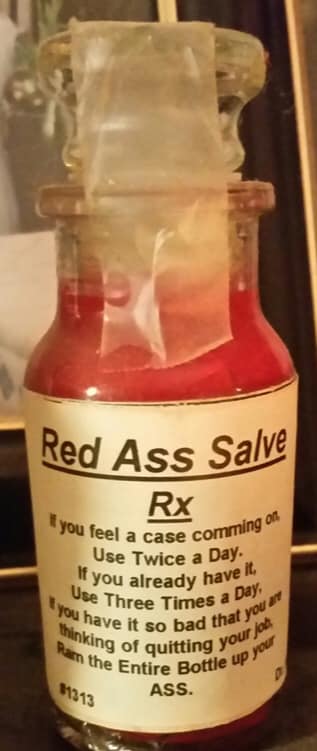 Red Ass Salve
Rx
If you feel a case comming on,
Use Twice a Day.
If you already have it,
Use Three Times a Day,
If you have it so bad that you are
thinking of quitting your job,
Ram the Entire Bottle up your
ASS.
#1313